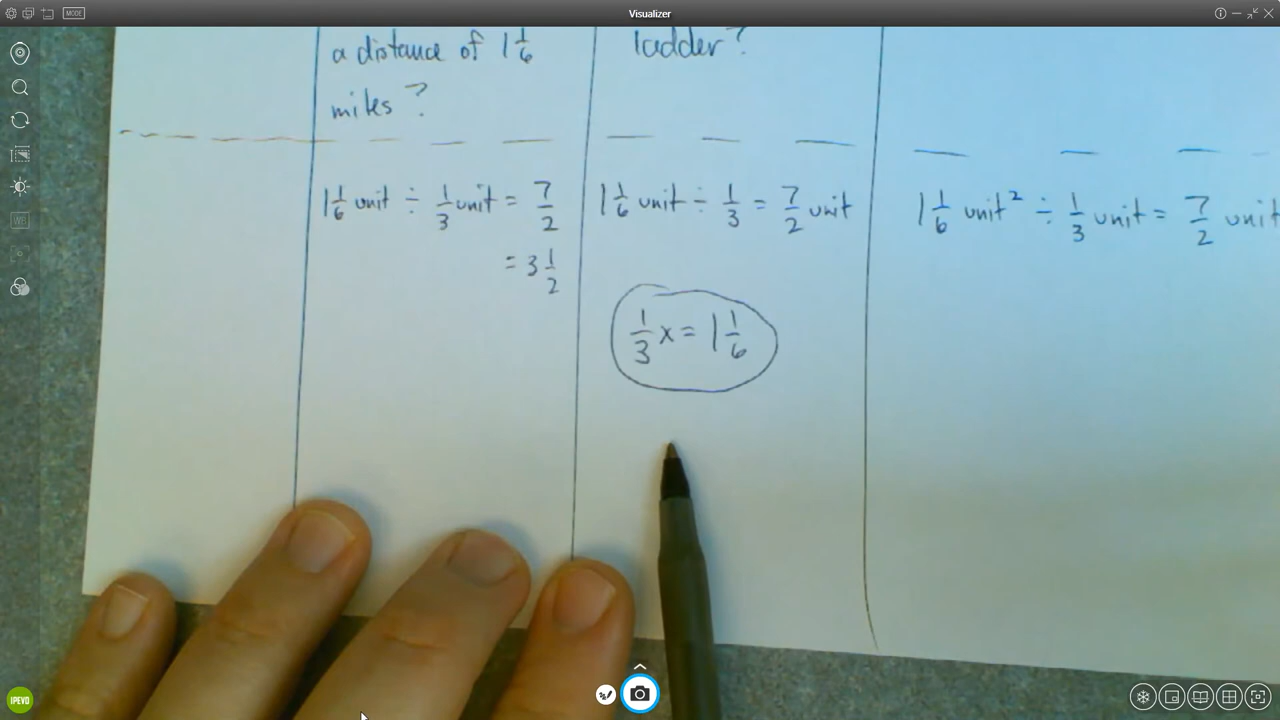 Visualizer
MODE
a distance of 1 1/6
miles?
ladder?
1 1/6 unit ÷ 1/3 unit = 7/2
= 3 1/2
1 1/6 unit ÷ 1/3 = 7/2 unit
1/3 x = 1 1/6
1 1/6 unit² ÷ 1/3 unit = 7/2 unit
IPEVO